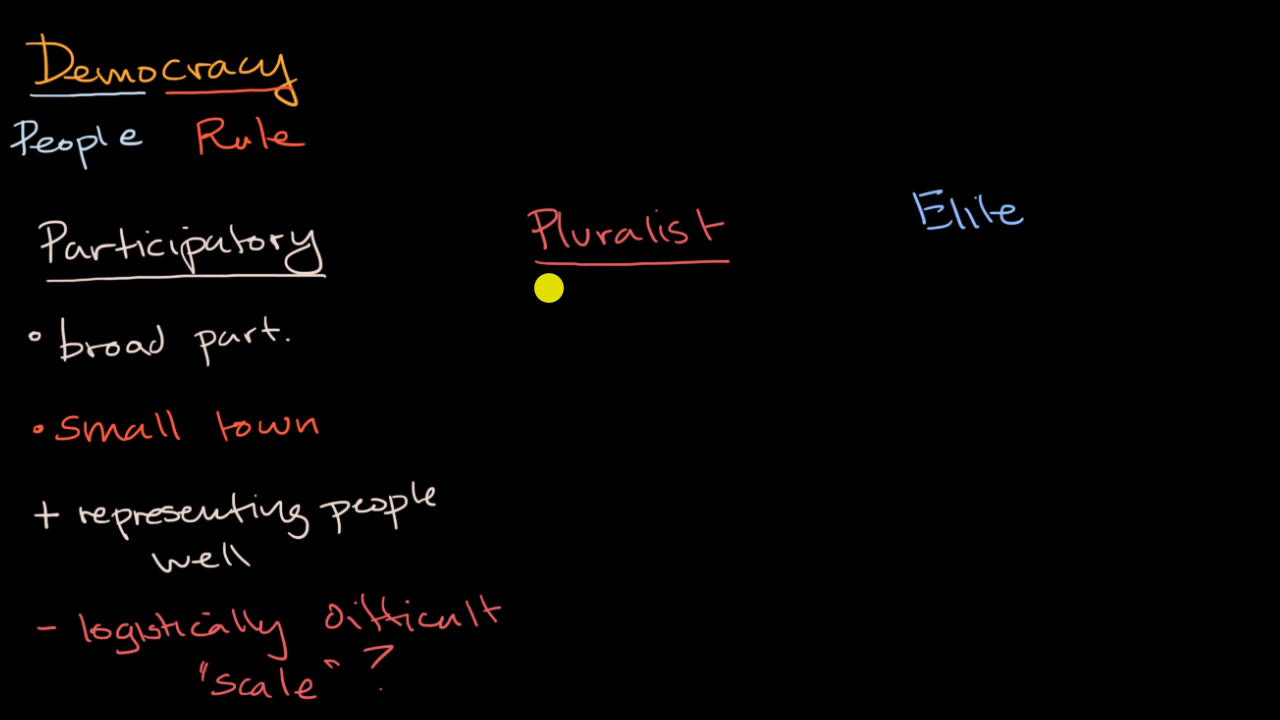 Democracy
People Rule
Participatory Pluralist Elite
• broad part.
• small town
+ representing people
well
- logistically difficult
"scale" ?